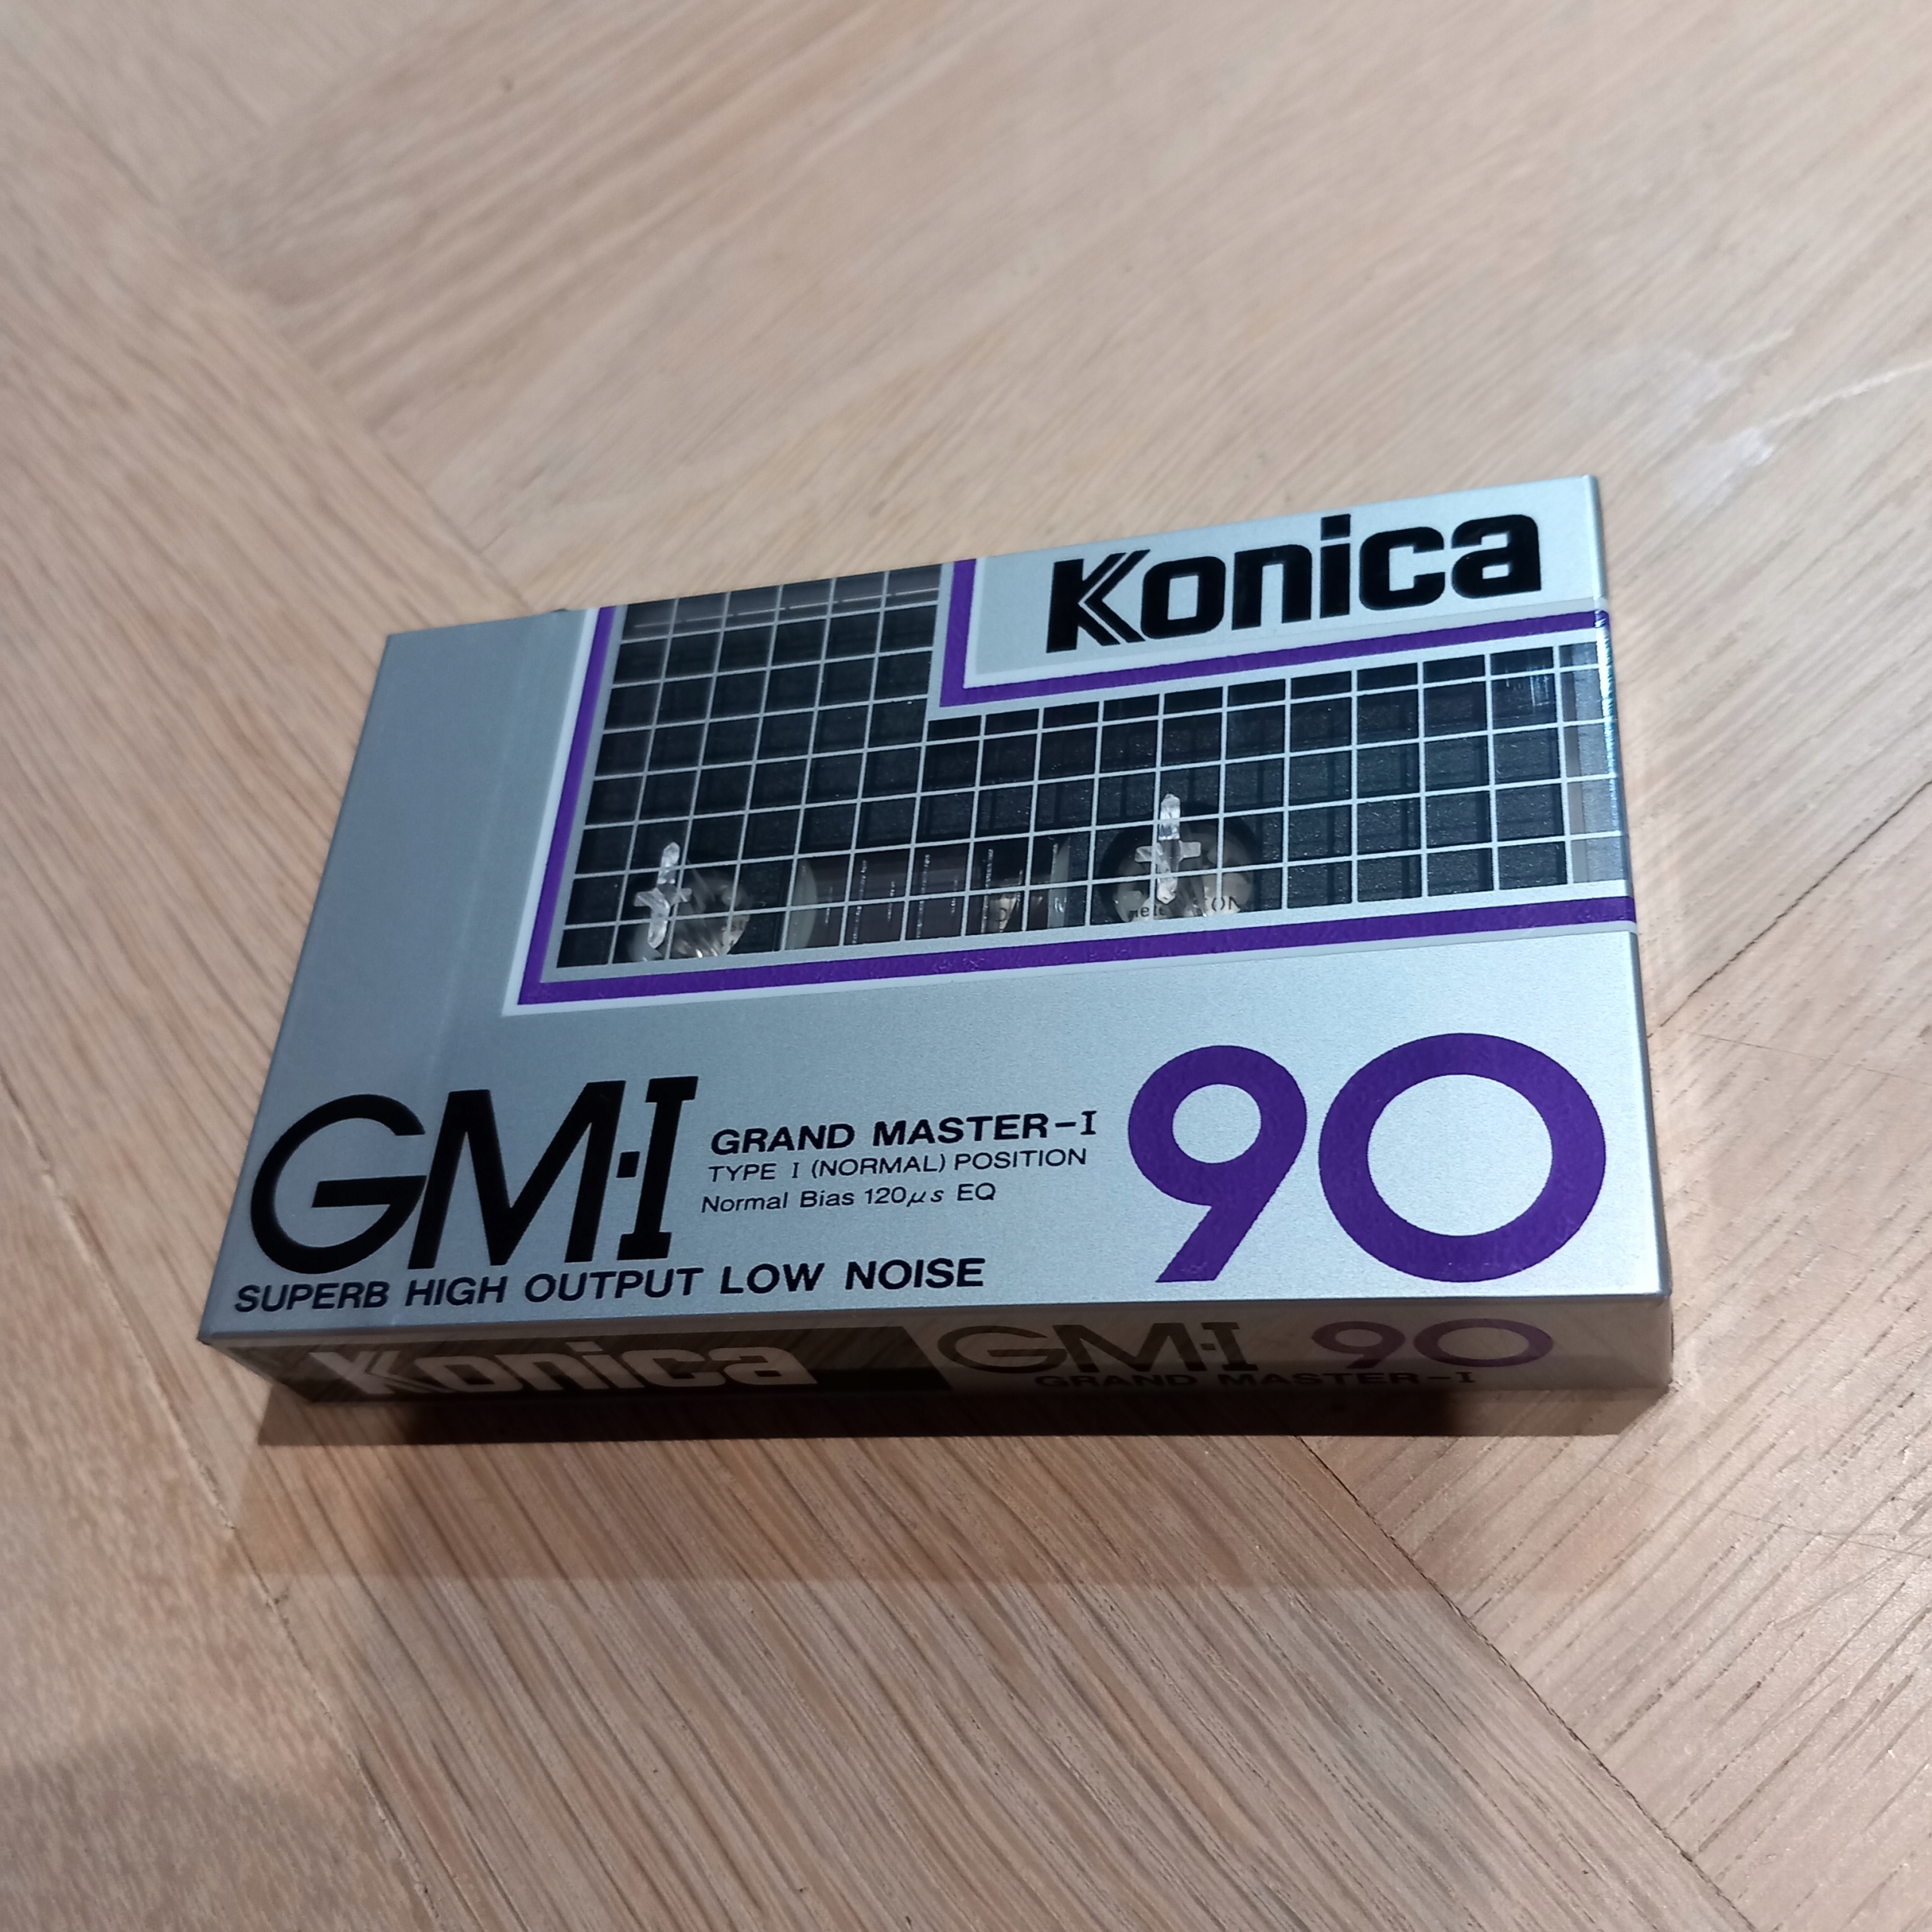 Konica
GM-I
GRAND MASTER-I
TYPE I (NORMAL) POSITION
Normal Bias 120μs EQ
90
SUPERB HIGH OUTPUT LOW NOISE
Konica GM-I 90
GRAND MASTER-I